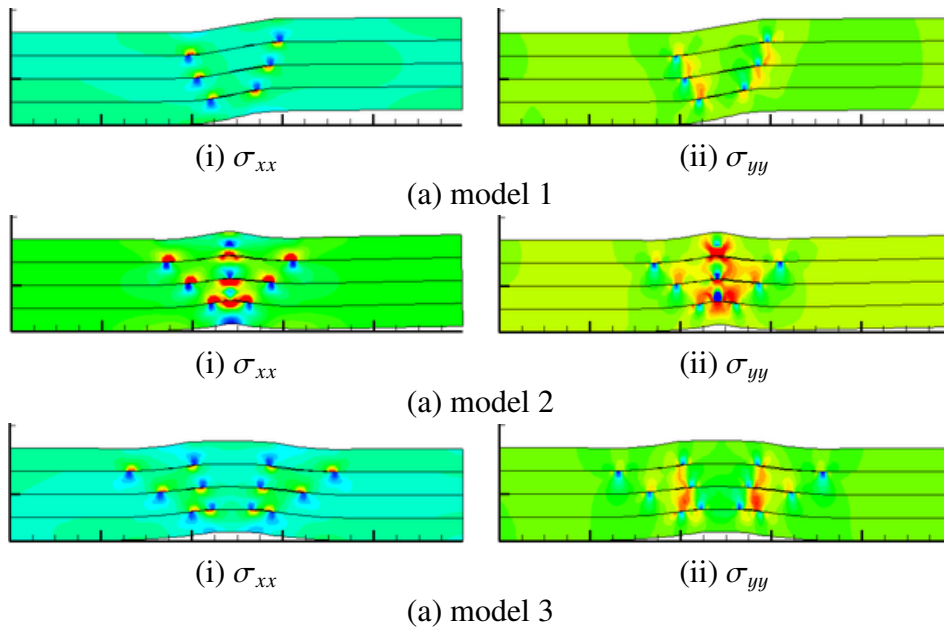 (i) σxx (ii) σyy
(a) model 1
(i) σxx (ii) σyy
(a) model 2
(i) σxx (ii) σyy
(a) model 3